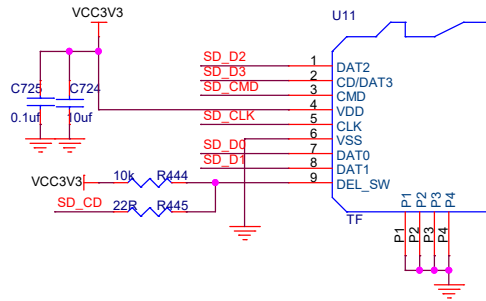 VCC3V3
U11
SD_D2 1 DAT2
SD_D3 2 CD/DAT3
SD_CMD 3 CMD
4 VDD
SD_CLK 5 CLK
6 VSS
SD_D0 7 DAT0
SD_D1 8 DAT1
9 DEL_SW
C725 C724
0.1uf 10uf
VCC3V3 10k R444
SD_CD 22R R445
P1 P2 P3 P4
TF
P1 P2 P3 P4